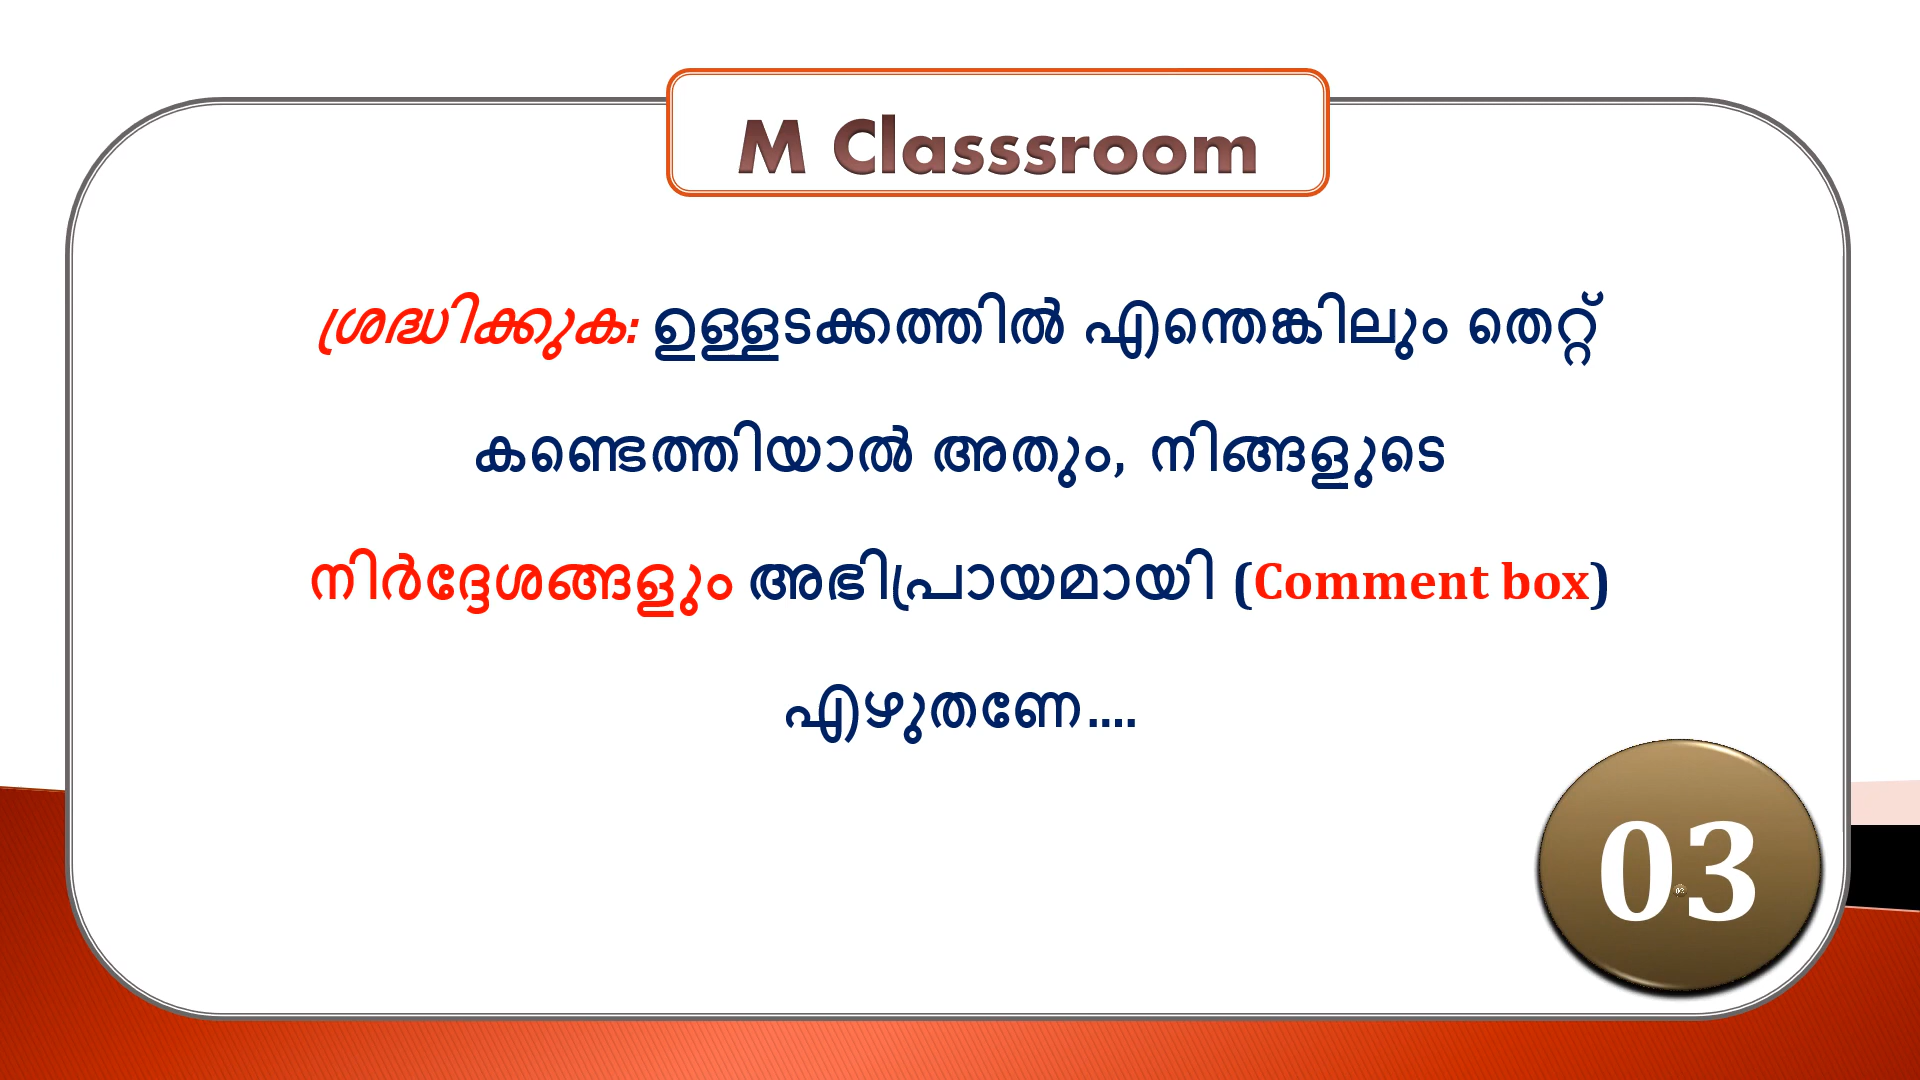 M Classsroom
ശ്രദ്ധിക്കുക: ഉള്ളടക്കത്തിൽ എന്തെങ്കിലും തെറ്റ്
കണ്ടെത്തിയാൽ അതും, നിങ്ങളുടെ
നിർദ്ദേശങ്ങളും അഭിപ്രായമായി (Comment box)
എഴുതണേ....
03